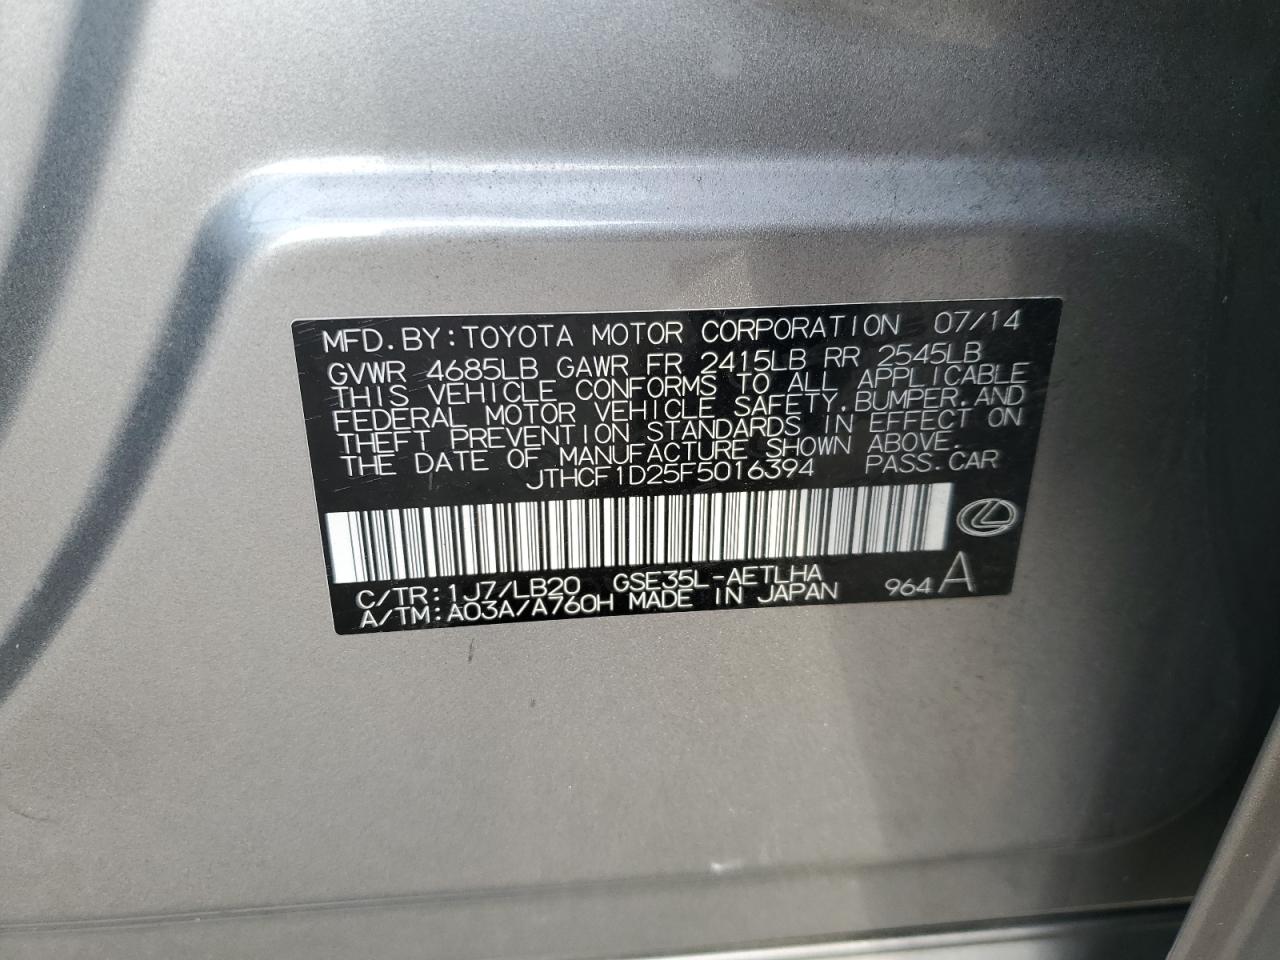 MFD. BY: TOYOTA MOTOR CORPORATION 07/14
GVWR 4685LB GAWR FR 2415LB RR 2545LB
THIS VEHICLE CONFORMS TO ALL APPLICABLE
FEDERAL MOTOR VEHICLE SAFETY, BUMPER, AND
THEFT PREVENTION STANDARDS IN EFFECT ON
THE DATE OF MANUFACTURE SHOWN ABOVE.
JTHCF1D25F5016394 PASS. CAR
C/TR: 1J7/LB20 GSE35L-AETLHA
A/TM: A03A/A760H MADE IN JAPAN 964 A